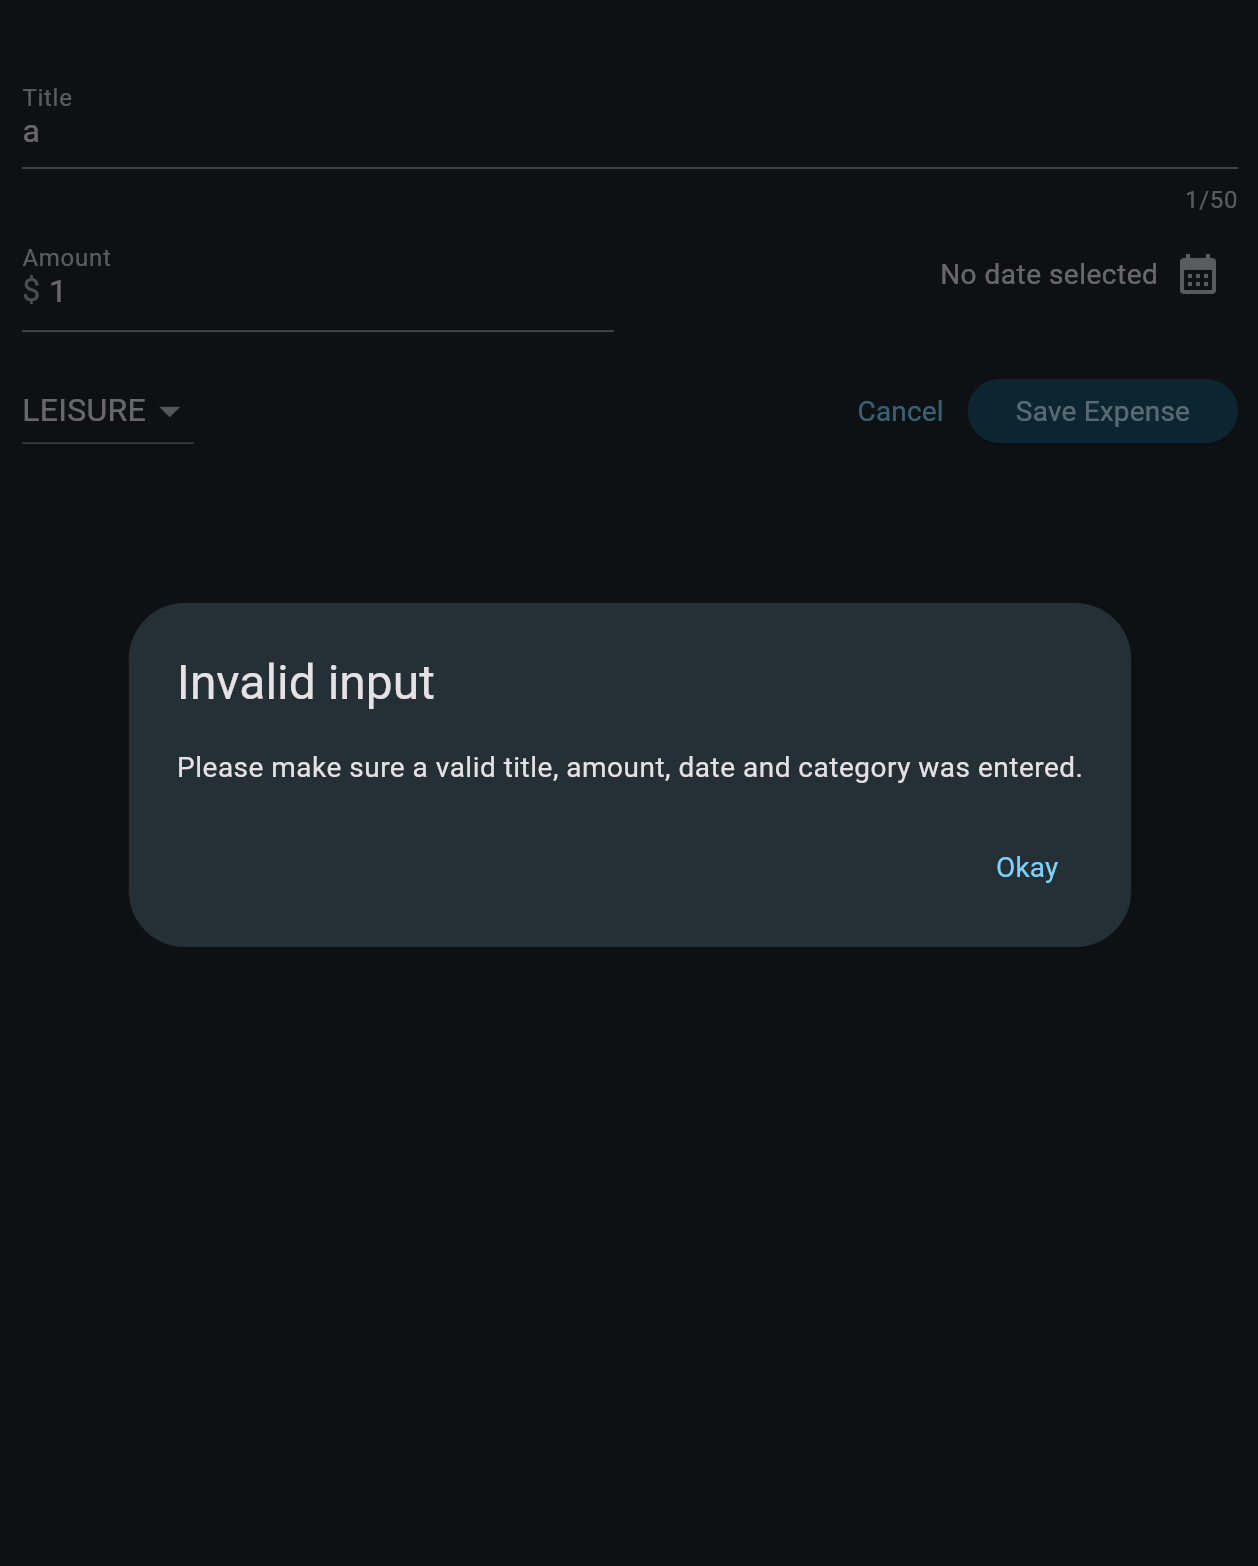 Title
a
1/50
Amount
$ 1
No date selected
LEISURE
Cancel
Save Expense
Invalid input
Please make sure a valid title, amount, date and category was entered.
Okay